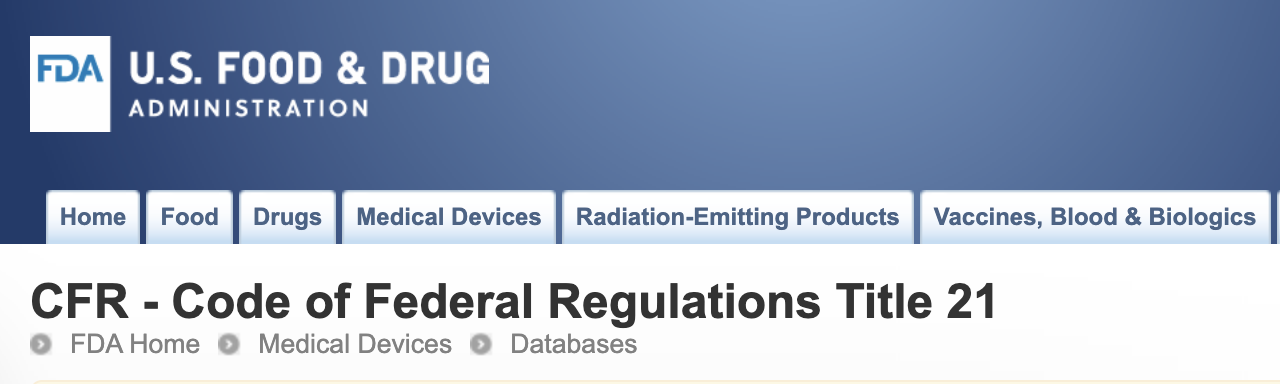 FDA U.S. FOOD & DRUG
ADMINISTRATION
Home Food Drugs Medical Devices Radiation-Emitting Products Vaccines, Blood & Biologics
CFR - Code of Federal Regulations Title 21
FDA Home Medical Devices Databases